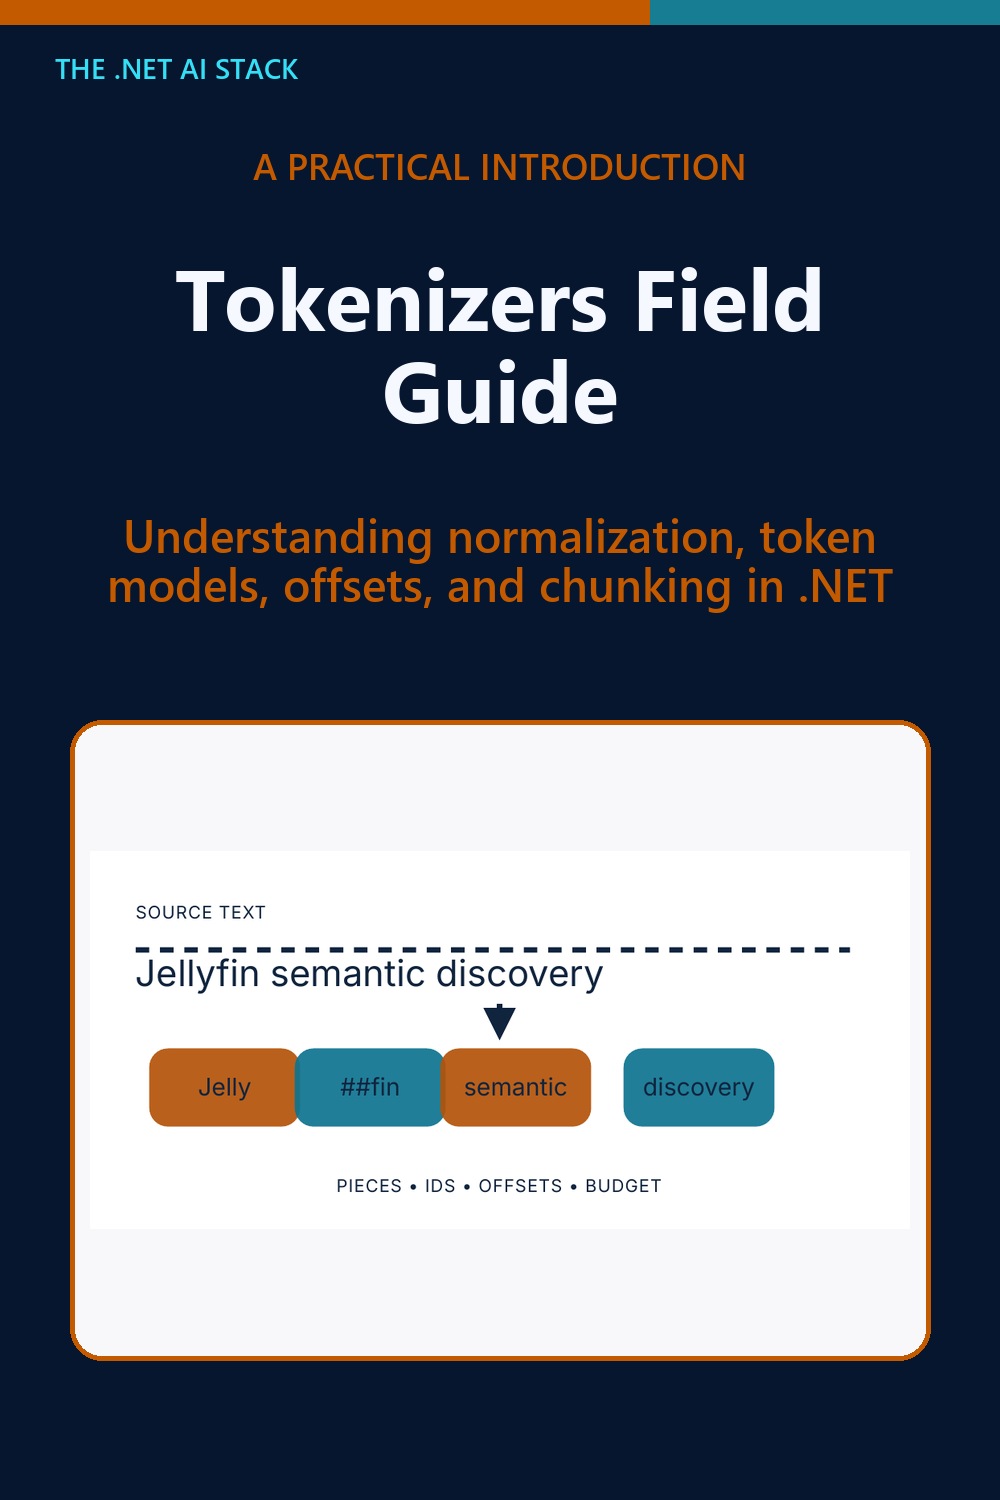 THE .NET AI STACK
A PRACTICAL INTRODUCTION
Tokenizers Field
Guide
Understanding normalization, token
models, offsets, and chunking in .NET
SOURCE TEXT
Jellyfin semantic discovery
Jelly ##fin semantic discovery
PIECES • IDS • OFFSETS • BUDGET